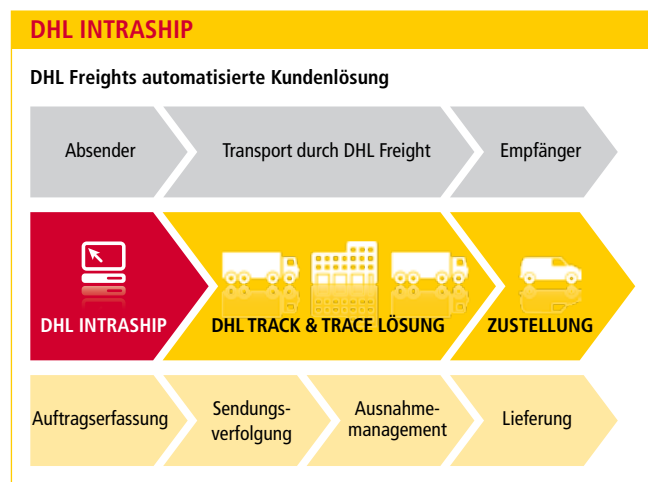 DHL INTRASHIP
DHL Freights automatisierte Kundenlösung
Absender
Transport durch DHL Freight
Empfänger
DHL INTRASHIP
DHL TRACK & TRACE LÖSUNG
ZUSTELLUNG
Auftragserfassung
Sendungs-
verfolgung
Ausnahme-
management
Lieferung